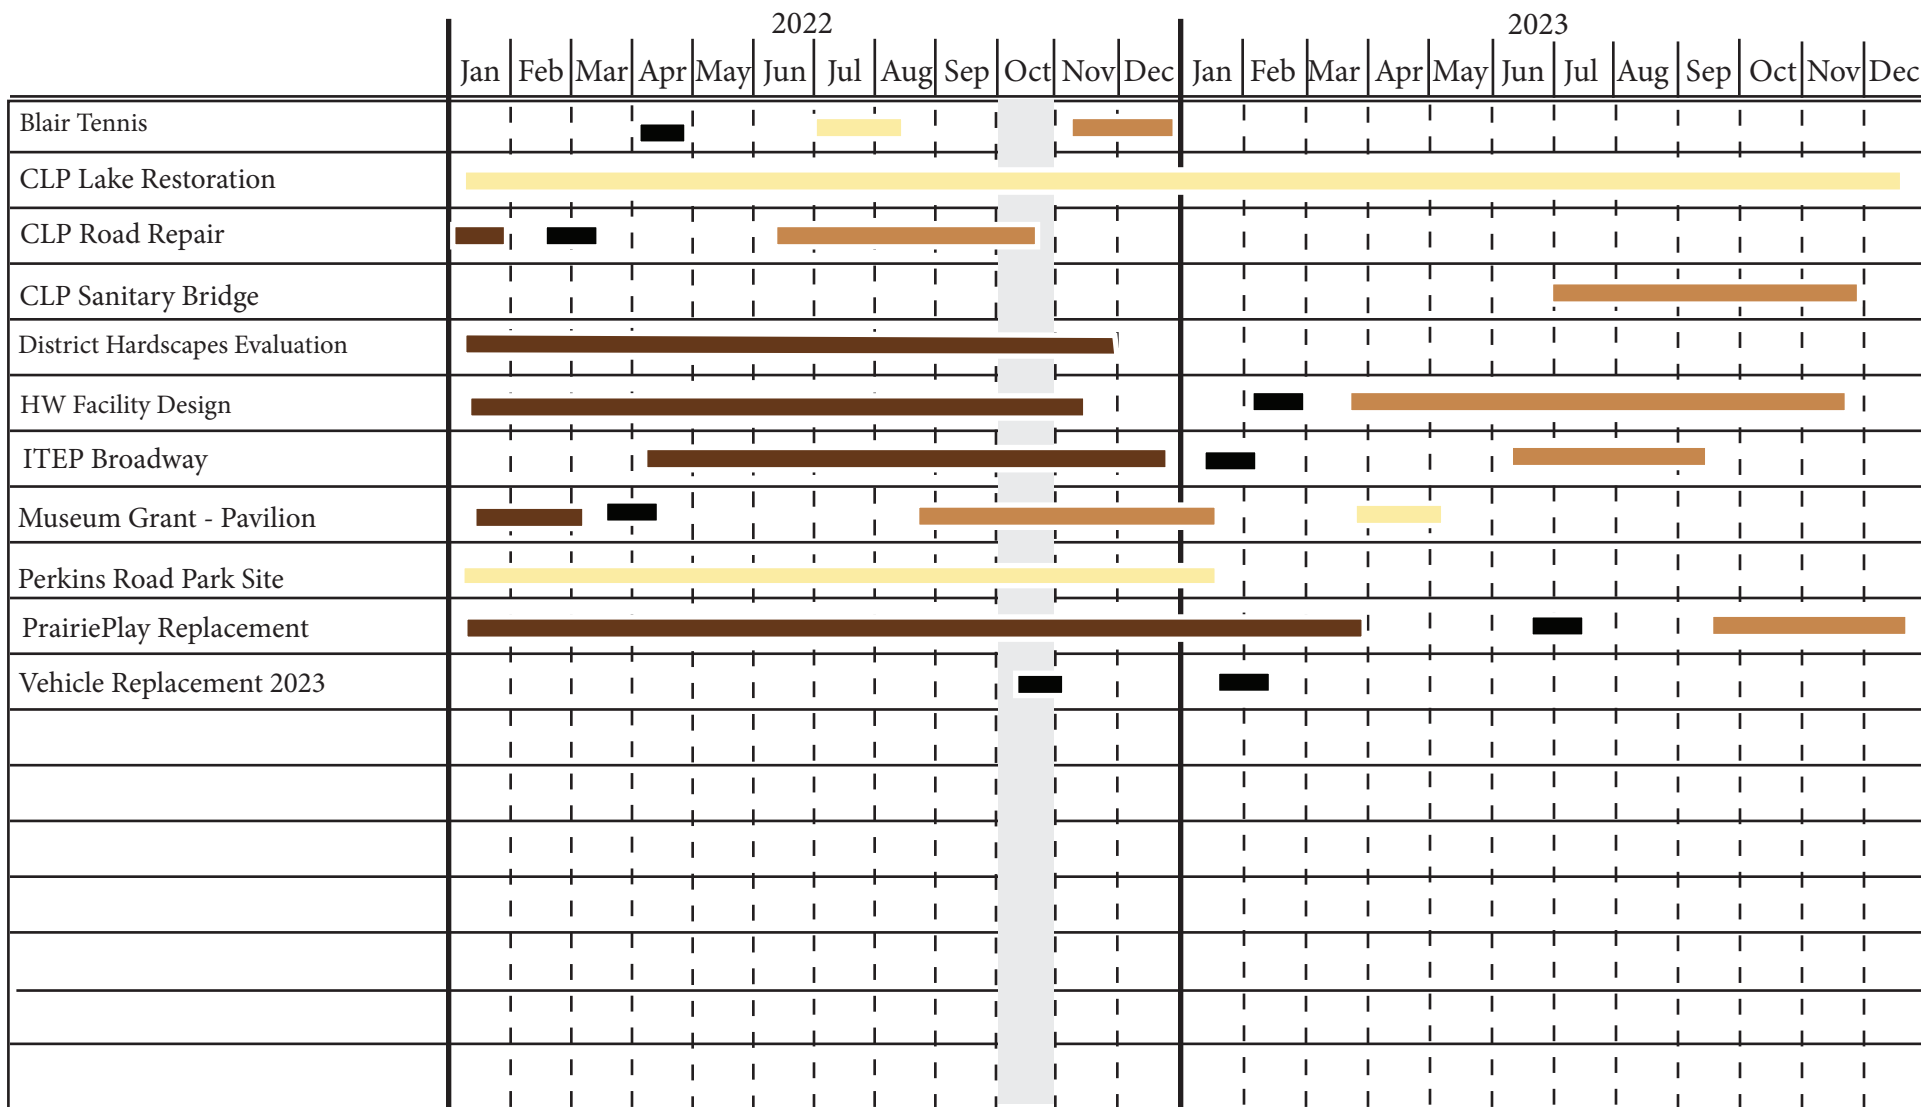 2022 2023
Jan Feb Mar Apr May Jun Jul Aug Sep Oct Nov Dec Jan Feb Mar Apr May Jun Jul Aug Sep Oct Nov Dec
Blair Tennis
CLP Lake Restoration
CLP Road Repair
CLP Sanitary Bridge
District Hardscapes Evaluation
HW Facility Design
ITEP Broadway
Museum Grant - Pavilion
Perkins Road Park Site
PrairiePlay Replacement
Vehicle Replacement 2023